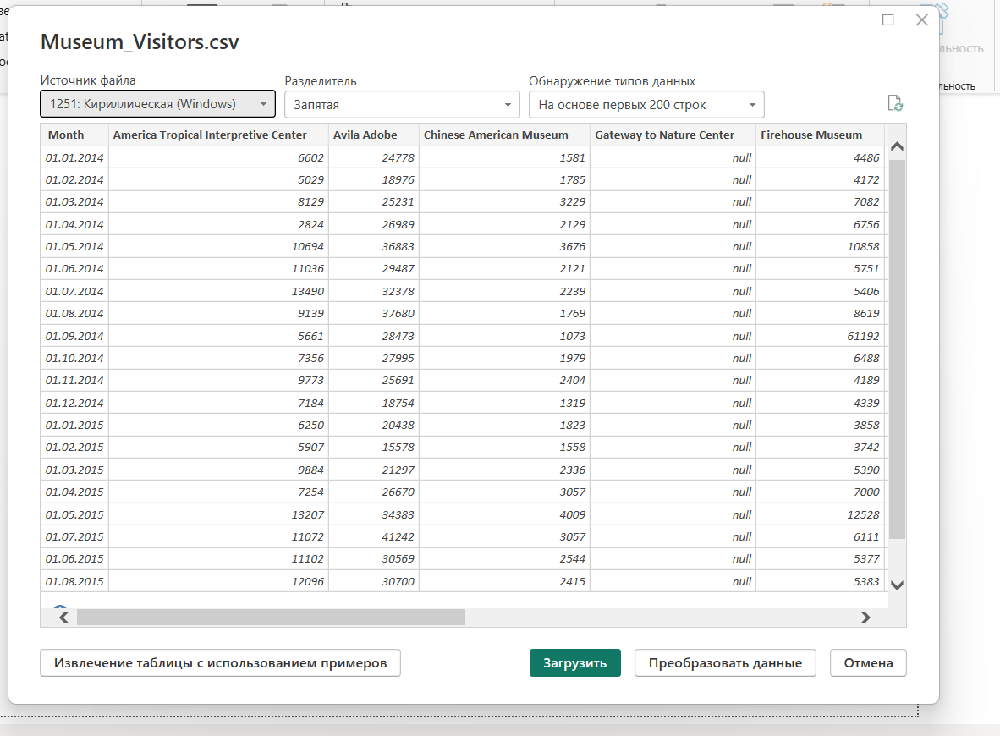 Museum_Visitors.csv
Источник файла Разделитель Обнаружение типов данных
1251: Кириллическая (Windows) Запятая На основе первых 200 строк
Month America Tropical Interpretive Center Avila Adobe Chinese American Museum Gateway to Nature Center Firehouse Museum
01.01.2014 6602 24778 1581 null 4486
01.02.2014 5029 18976 1785 null 4172
01.03.2014 8129 25231 3229 null 7082
01.04.2014 2824 26989 2129 null 6756
01.05.2014 10694 36883 3676 null 10858
01.06.2014 11036 29487 2121 null 5751
01.07.2014 13490 32378 2239 null 5406
01.08.2014 9139 37680 1769 null 8619
01.09.2014 5661 28473 1073 null 61192
01.10.2014 7356 27995 1979 null 6488
01.11.2014 9773 25691 2404 null 4189
01.12.2014 7184 18754 1319 null 4339
01.01.2015 6250 20438 1823 null 3858
01.02.2015 5907 15578 1558 null 3742
01.03.2015 9884 21297 2336 null 5390
01.04.2015 7254 26670 3057 null 7000
01.05.2015 13207 34383 4009 null 12528
01.07.2015 11072 41242 3057 null 6111
01.06.2015 11102 30569 2544 null 5377
01.08.2015 12096 30700 2415 null 5383
Извлечение таблицы с использованием примеров Загрузить Преобразовать данные Отмена